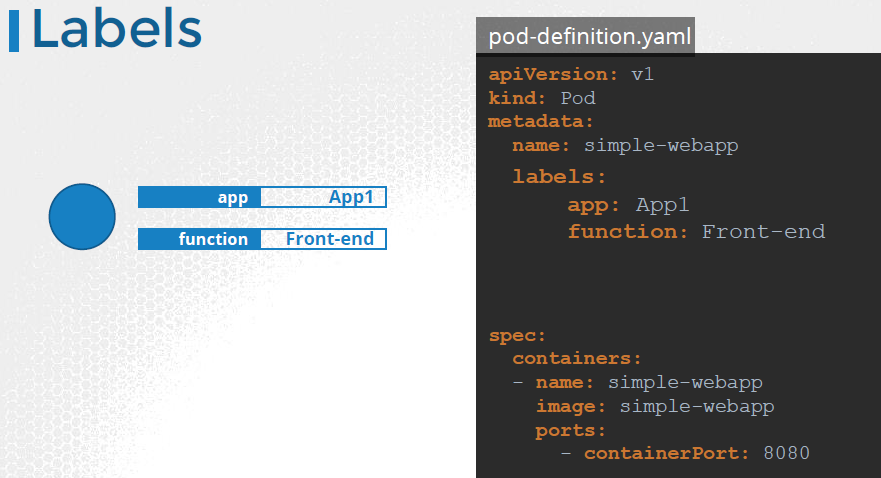 Labels
app App1
function Front-end
pod-definition.yaml
apiVersion: v1
kind: Pod
metadata:
  name: simple-webapp
  labels:
    app: App1
    function: Front-end
spec:
  containers:
  - name: simple-webapp
    image: simple-webapp
    ports:
      - containerPort: 8080